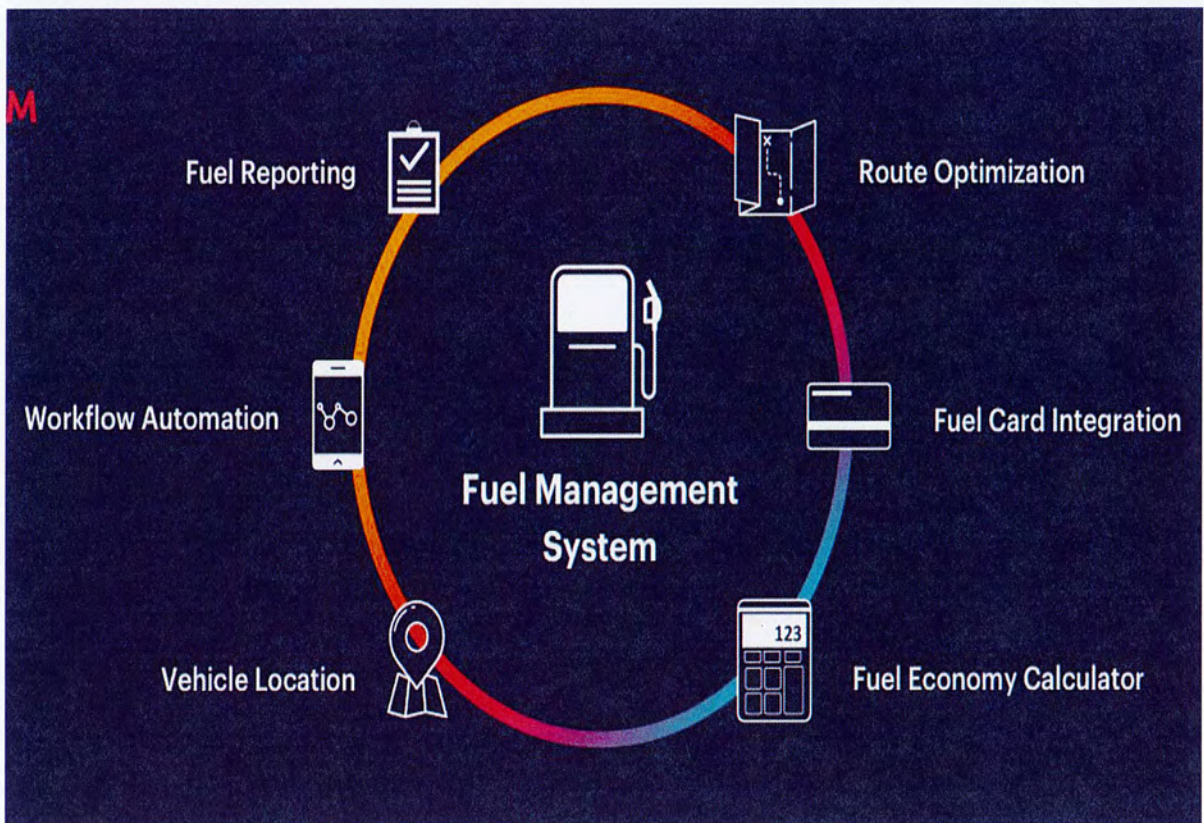 M
Fuel Reporting
Route Optimization
Workflow Automation
Fuel Card Integration
Fuel Management
System
123
Vehicle Location
Fuel Economy Calculator